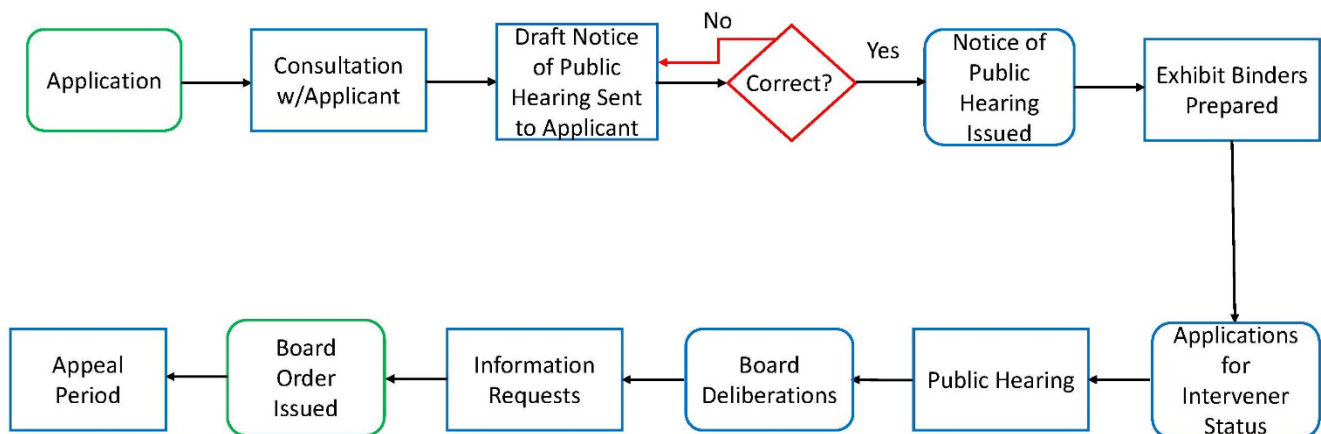 Application
Consultation
w/Applicant
Draft Notice
of Public
Hearing Sent
to Applicant
No
Correct?
Yes
Notice of
Public
Hearing
Issued
Exhibit Binders
Prepared
Applications
for
Intervener
Status
Public Hearing
Board
Deliberations
Information
Requests
Board
Order
Issued
Appeal
Period